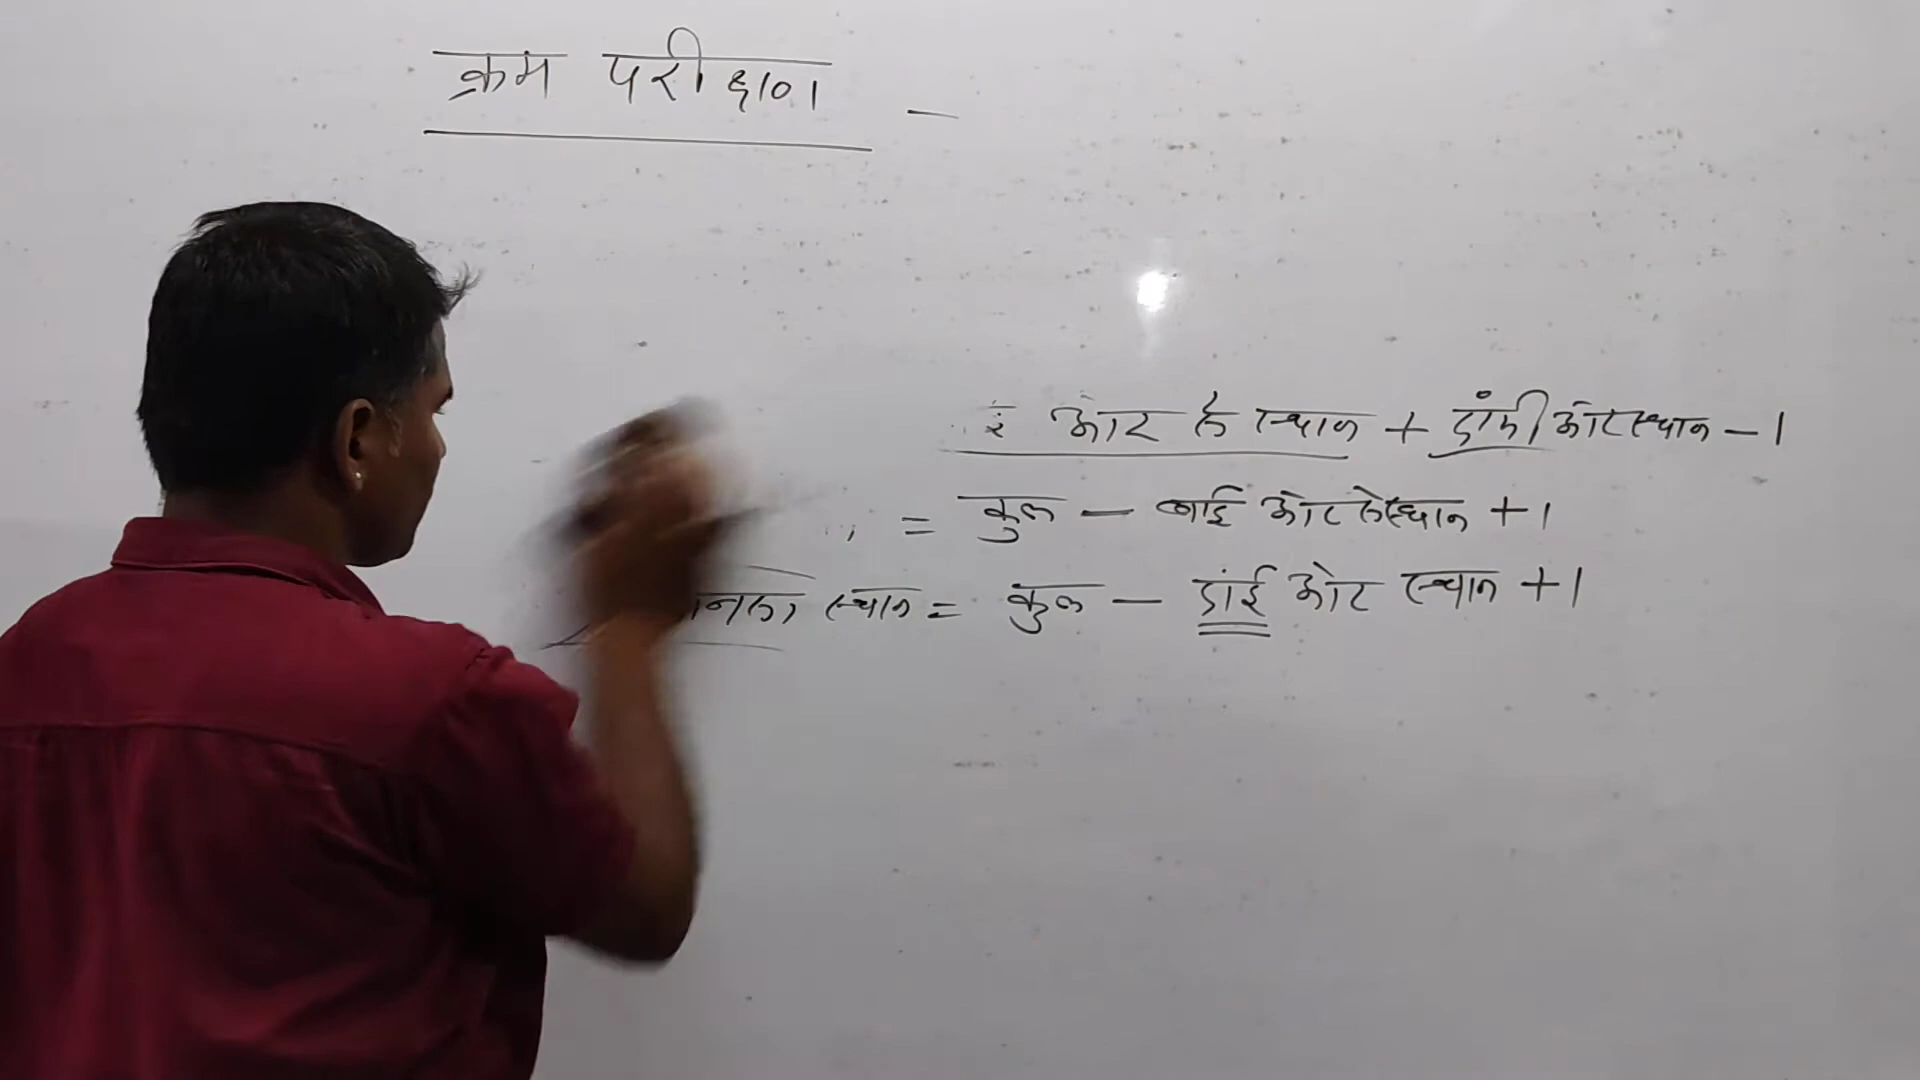 क्रम परीक्षण -
ओर से स्थान + दांयी ओर स्थान - 1
= कुल - बाई ओर से स्थान + 1
स्थान = कुल - दांई ओर स्थान + 1